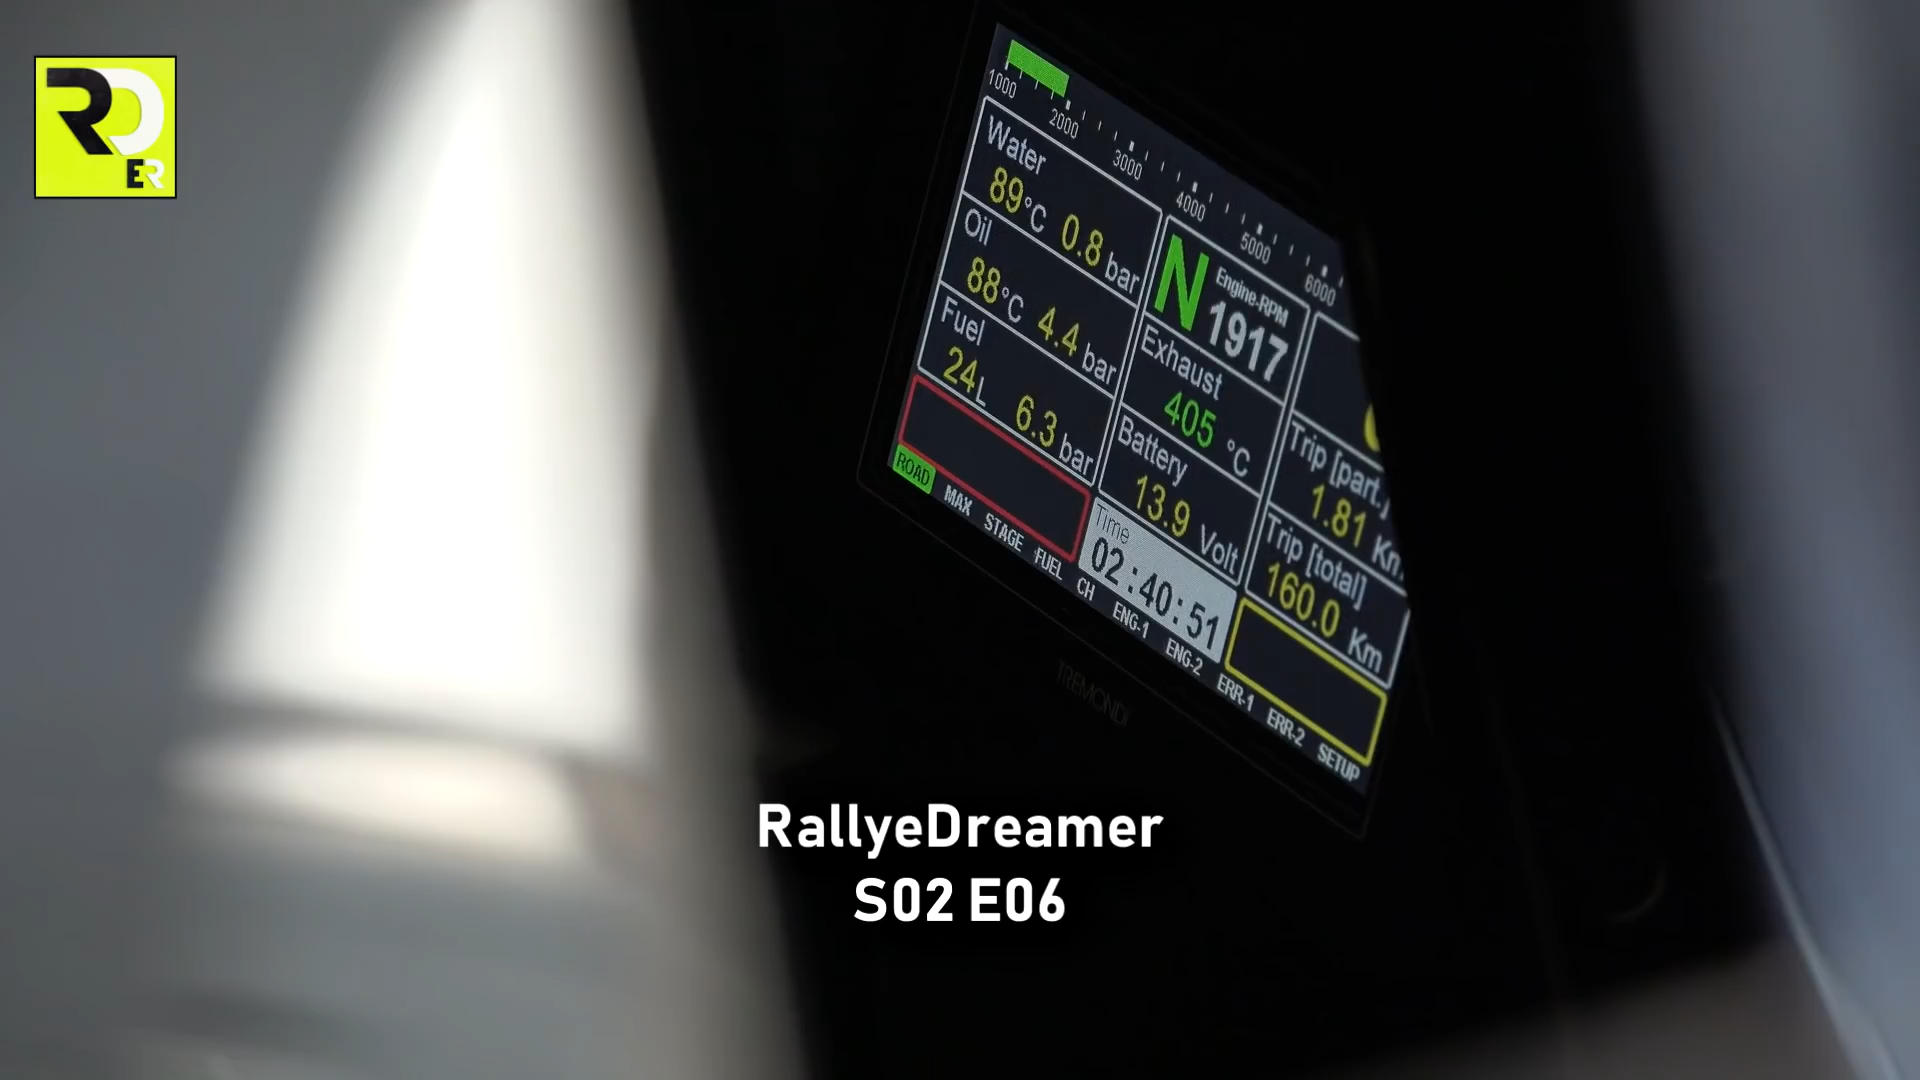 RD
ER
1000 2000 3000 4000 5000 6000
Water
89°C 0.8 bar
Oil
88°C 4.4 bar
Fuel
24L 6.3 bar
N Engine-RPM
1917
Exhaust
405 °C
Battery
13.9 Volt
Time
02:40:51
Trip [part.]
1.81 Km
Trip [total]
160.0 Km
ROAD MAX STAGE FUEL CH ENG-1 ENG-2 ERR-1 ERR-2 SETUP
TREMONDI
RallyeDreamer
S02 E06